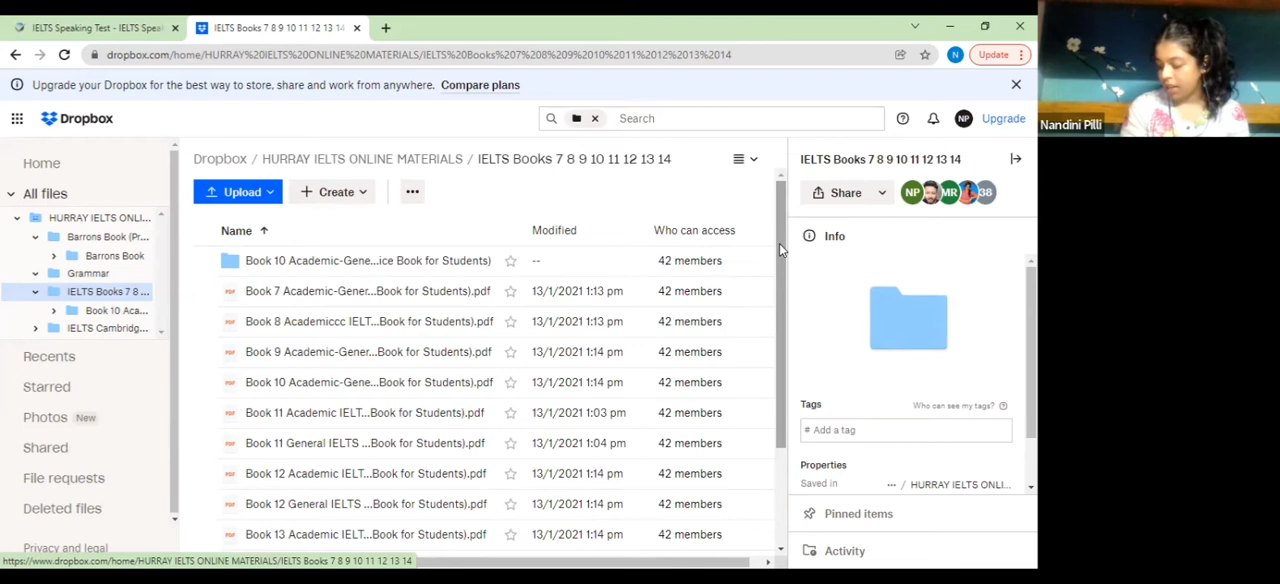 IELTS Speaking Test - IELTS Speal
IELTS Books 7 8 9 10 11 12 13 14
dropbox.com/home/HURRAY%20IELTS%20ONLINE%20MATERIALS/IELTS%20Books%207%208%209%2010%2011%2012%2013%2014
N
Update
Upgrade your Dropbox for the best way to store, share and work from anywhere. Compare plans
Dropbox
Search
NP
Upgrade
Nandini Pilli
Home
All files
HURRAY IELTS ONLI...
Barrons Book (Pr...
Barrons Book
Grammar
IELTS Books 7 8 ...
Book 10 Aca...
IELTS Cambridg...
Recents
Starred
Photos New
Shared
File requests
Deleted files
Privacy and legal
Dropbox / HURRAY IELTS ONLINE MATERIALS / IELTS Books 7 8 9 10 11 12 13 14
Upload
Create
Name Modified Who can access
Book 10 Academic-Gene...ice Book for Students) -- 42 members
Book 7 Academic-Gener...Book for Students).pdf 13/1/2021 1:13 pm 42 members
Book 8 Academiccc IELT...Book for Students).pdf 13/1/2021 1:13 pm 42 members
Book 9 Academic-Gener...Book for Students).pdf 13/1/2021 1:14 pm 42 members
Book 10 Academic-Gene...Book for Students).pdf 13/1/2021 1:14 pm 42 members
Book 11 Academic IELT...Book for Students).pdf 13/1/2021 1:03 pm 42 members
Book 11 General IELTS ...Book for Students).pdf 13/1/2021 1:04 pm 42 members
Book 12 Academic IELT...Book for Students).pdf 13/1/2021 1:14 pm 42 members
Book 12 General IELTS ...Book for Students).pdf 13/1/2021 1:14 pm 42 members
Book 13 Academic IELT...Book for Students).pdf 13/1/2021 1:14 pm 42 members
IELTS Books 7 8 9 10 11 12 13 14
Share
NP MR 38
Info
Tags Who can see my tags?
# Add a tag
Properties
Saved in ... / HURRAY IELTS ONLI...
Pinned items
Activity
https://www.dropbox.com/home/HURRAY IELTS ONLINE MATERIALS/IELTS Books 7 8 9 10 11 12 13 14